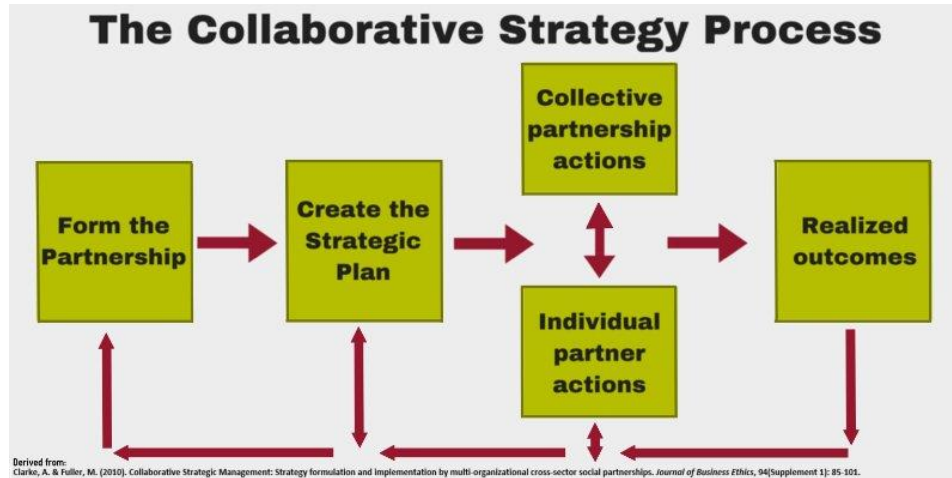 The Collaborative Strategy Process
Form the
Partnership
Create the
Strategic
Plan
Collective
partnership
actions
Individual
partner
actions
Realized
outcomes
Derived from:
Clarke, A. & Fuller, M. (2010). Collaborative Strategic Management: Strategy formulation and implementation by multi-organizational cross-sector social partnerships. Journal of Business Ethics, 94(Supplement 1): 85-101.